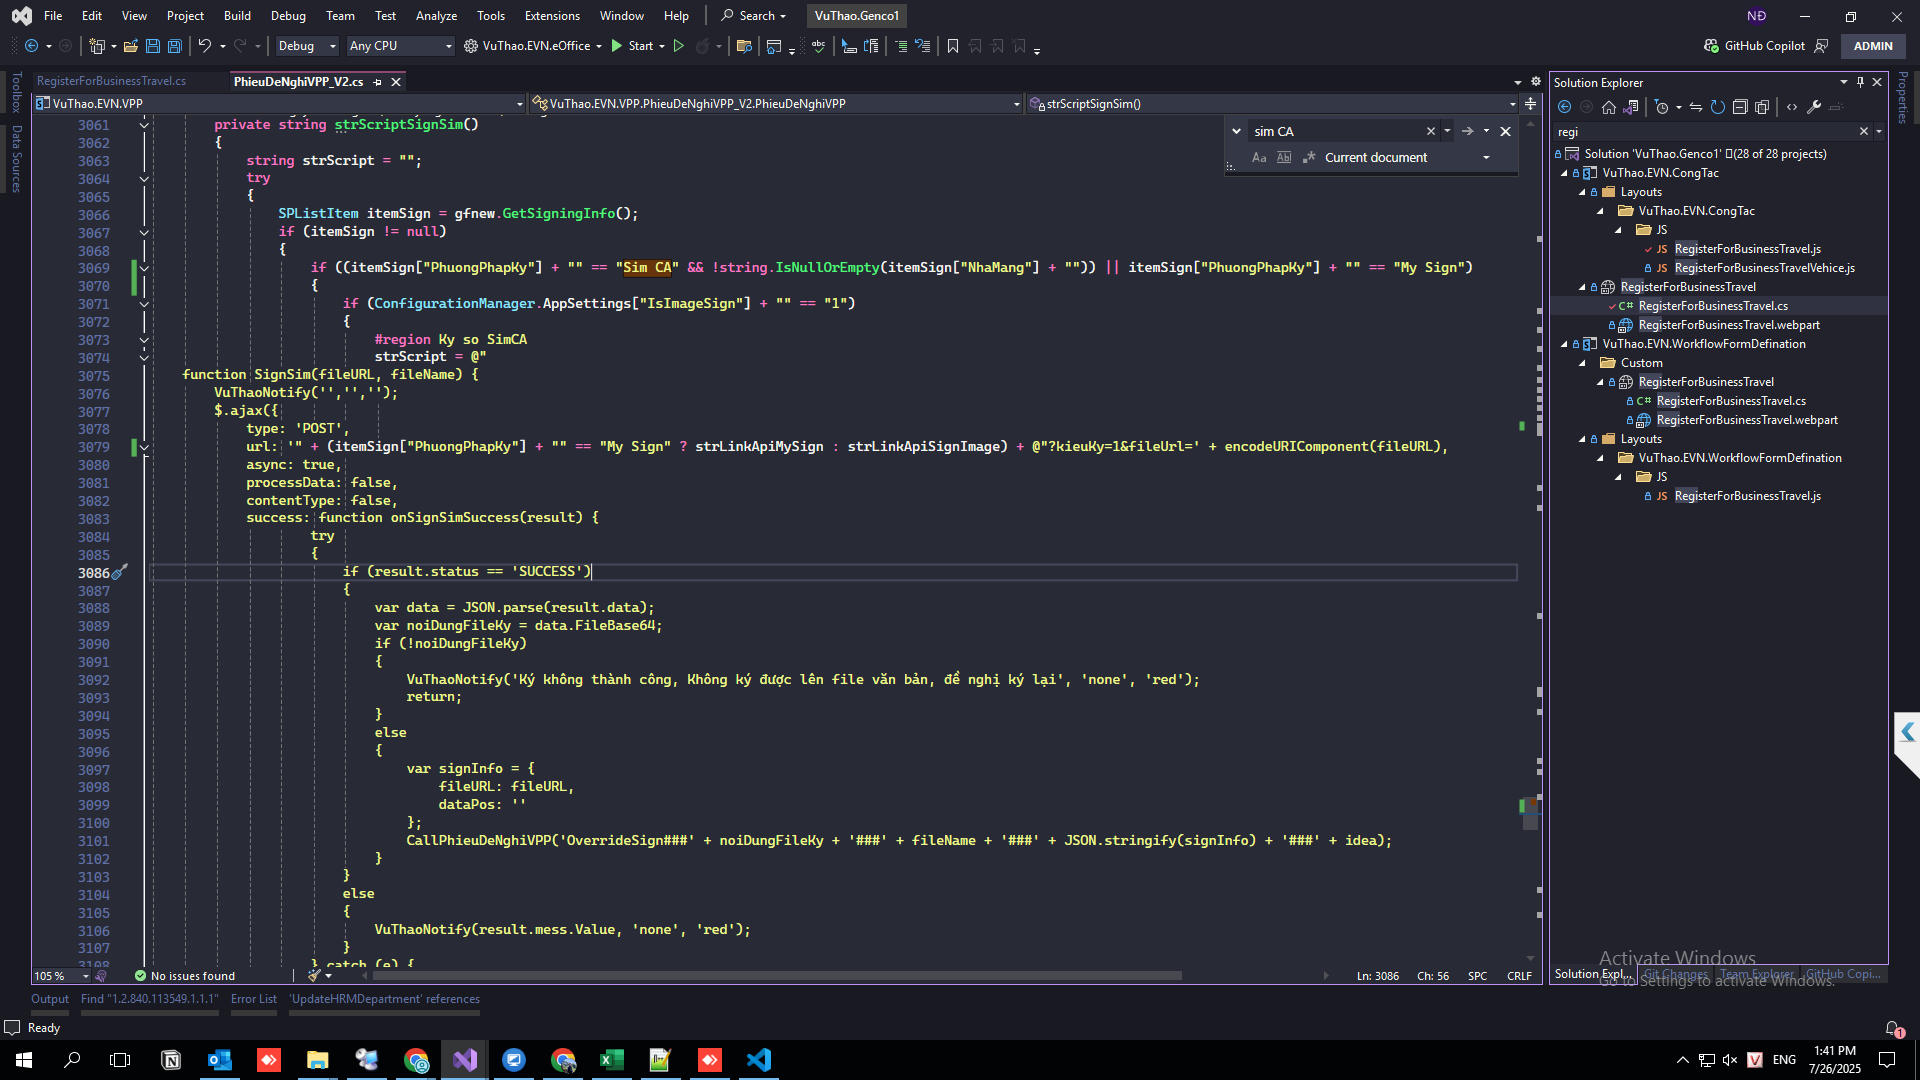 File Edit View Project Build Debug Team Test Analyze Tools Extensions Window Help Search VuThao.Genco1 NĐ
Debug Any CPU VuThao.EVN.eOffice Start GitHub Copilot ADMIN
Toolbox
Data Sources
RegisterForBusinessTravel.cs PhieuDeNghiVPP_V2.cs
VuThao.EVN.VPP VuThao.EVN.VPP.PhieuDeNghiVPP_V2.PhieuDeNghiVPP strScriptSignSim()
sim CA
Aa Ab Current document
3061 private string strScriptSignSim()
3062 {
3063 string strScript = "";
3064 try
3065 {
3066 SPListItem itemSign = gfnew.GetSigningInfo();
3067 if (itemSign != null)
3068 {
3069 if ((itemSign["PhuongPhapKy"] + "" == "Sim CA" && !string.IsNullOrEmpty(itemSign["NhaMang"] + "")) || itemSign["PhuongPhapKy"] + "" == "My Sign")
3070 {
3071 if (ConfigurationManager.AppSettings["IsImageSign"] + "" == "1")
3072 {
3073 #region Ky so SimCA
3074 strScript = @"
3075 function SignSim(fileURL, fileName) {
3076 VuThaoNotify('','','');
3077 $.ajax({
3078 type: 'POST',
3079 url: '" + (itemSign["PhuongPhapKy"] + "" == "My Sign" ? strLinkApiMySign : strLinkApiSignImage) + @"?kieuKy=1&fileUrl=' + encodeURIComponent(fileURL),
3080 async: true,
3081 processData: false,
3082 contentType: false,
3083 success: function onSignSimSuccess(result) {
3084 try
3085 {
3086 if (result.status == 'SUCCESS')
3087 {
3088 var data = JSON.parse(result.data);
3089 var noiDungFileKy = data.FileBase64;
3090 if (!noiDungFileKy)
3091 {
3092 VuThaoNotify('Ký không thành công, Không ký được lên file văn bản, đề nghị ký lại', 'none', 'red');
3093 return;
3094 }
3095 else
3096 {
3097 var signInfo = {
3098 fileURL: fileURL,
3099 dataPos: ''
3100 };
3101 CallPhieuDeNghiVPP('OverrideSign###' + noiDungFileKy + '###' + fileName + '###' + JSON.stringify(signInfo) + '###' + idea);
3102 }
3103 }
3104 else
3105 {
3106 VuThaoNotify(result.mess.Value, 'none', 'red');
3107 }
3108 } catch (e) {
105 % No issues found Ln: 3086 Ch: 56 SPC CRLF
Solution Explorer
regi
Solution 'VuThao.Genco1' (28 of 28 projects)
VuThao.EVN.CongTac
Layouts
VuThao.EVN.CongTac
JS
JS RegisterForBusinessTravel.js
JS RegisterForBusinessTravelVehice.js
RegisterForBusinessTravel
C# RegisterForBusinessTravel.cs
RegisterForBusinessTravel.webpart
VuThao.EVN.WorkflowFormDefination
Custom
RegisterForBusinessTravel
C# RegisterForBusinessTravel.cs
RegisterForBusinessTravel.webpart
Layouts
VuThao.EVN.WorkflowFormDefination
JS
JS RegisterForBusinessTravel.js
Activate Windows
Go to Settings to activate Windows.
Solution Expl... Git Changes Team Explorer GitHub Copi...
Properties
Output Find "1.2.840.113549.1.1.1" Error List 'UpdateHRMDepartment' references
Ready
1
ENG
1:41 PM
7/26/2025